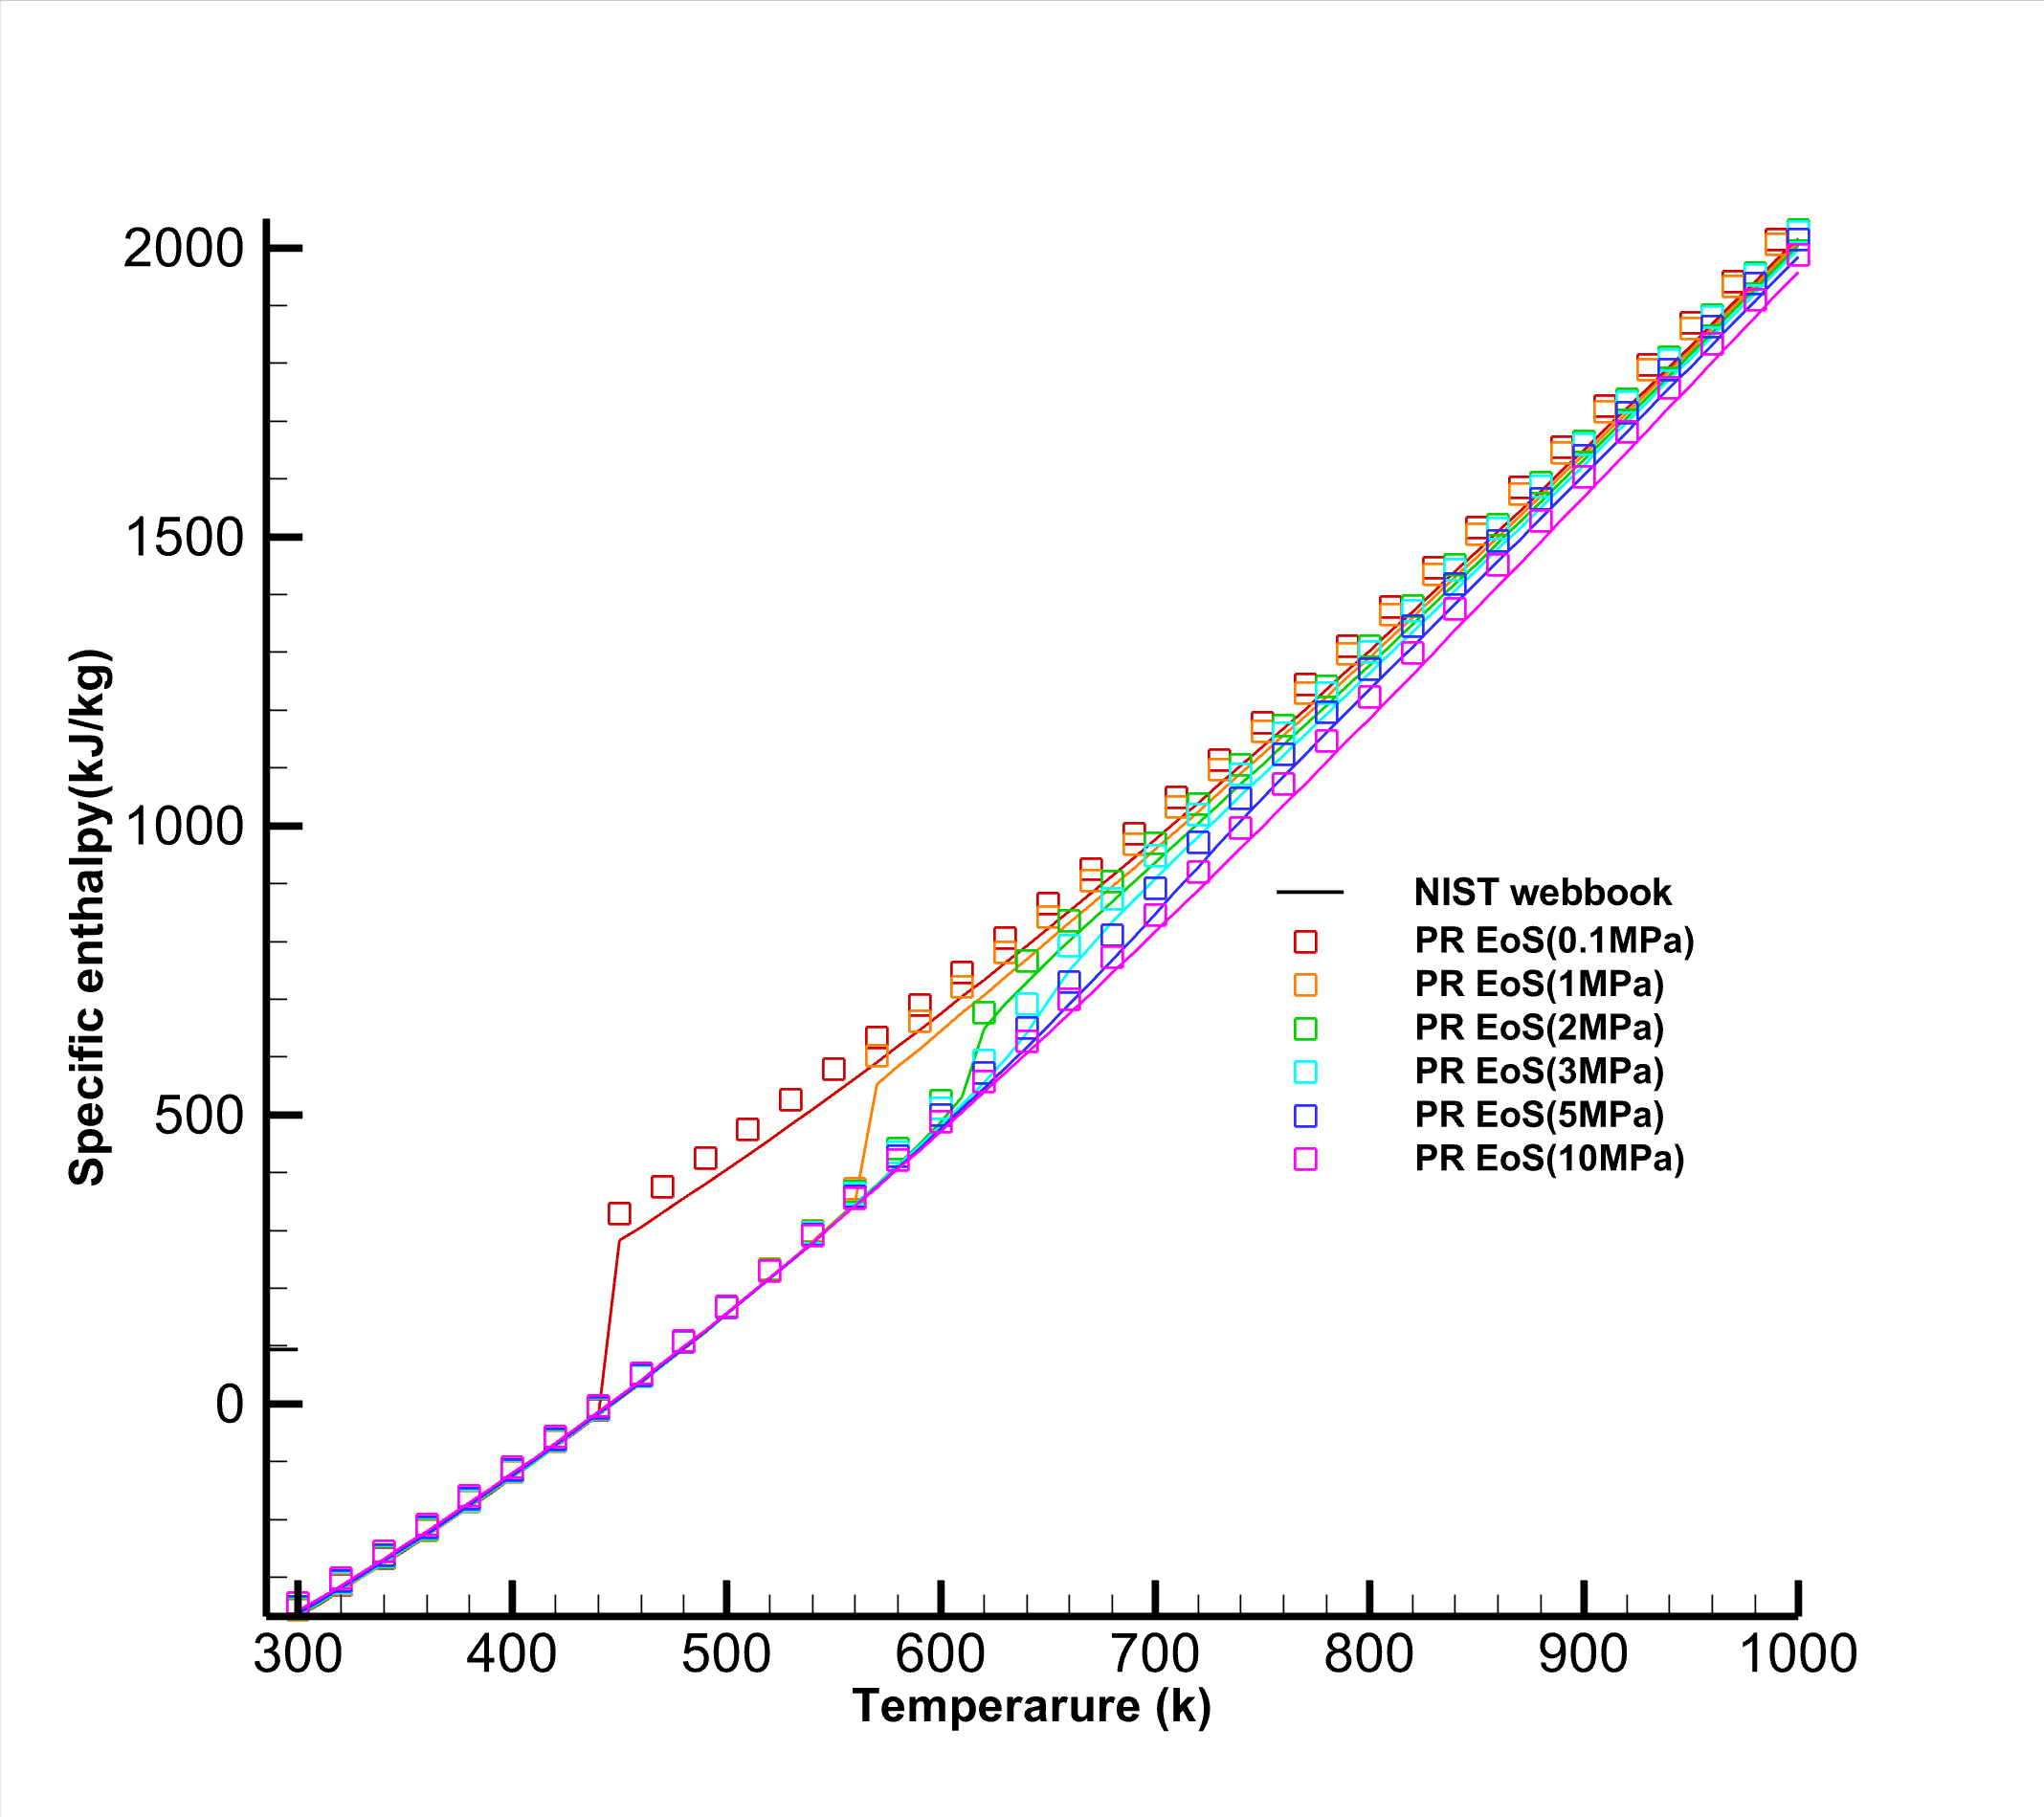 2000
1500
1000
500
0
Specific enthalpy(kJ/kg)
NIST webbook
PR EoS(0.1MPa)
PR EoS(1MPa)
PR EoS(2MPa)
PR EoS(3MPa)
PR EoS(5MPa)
PR EoS(10MPa)
300 400 500 600 700 800 900 1000
Temperarure (k)